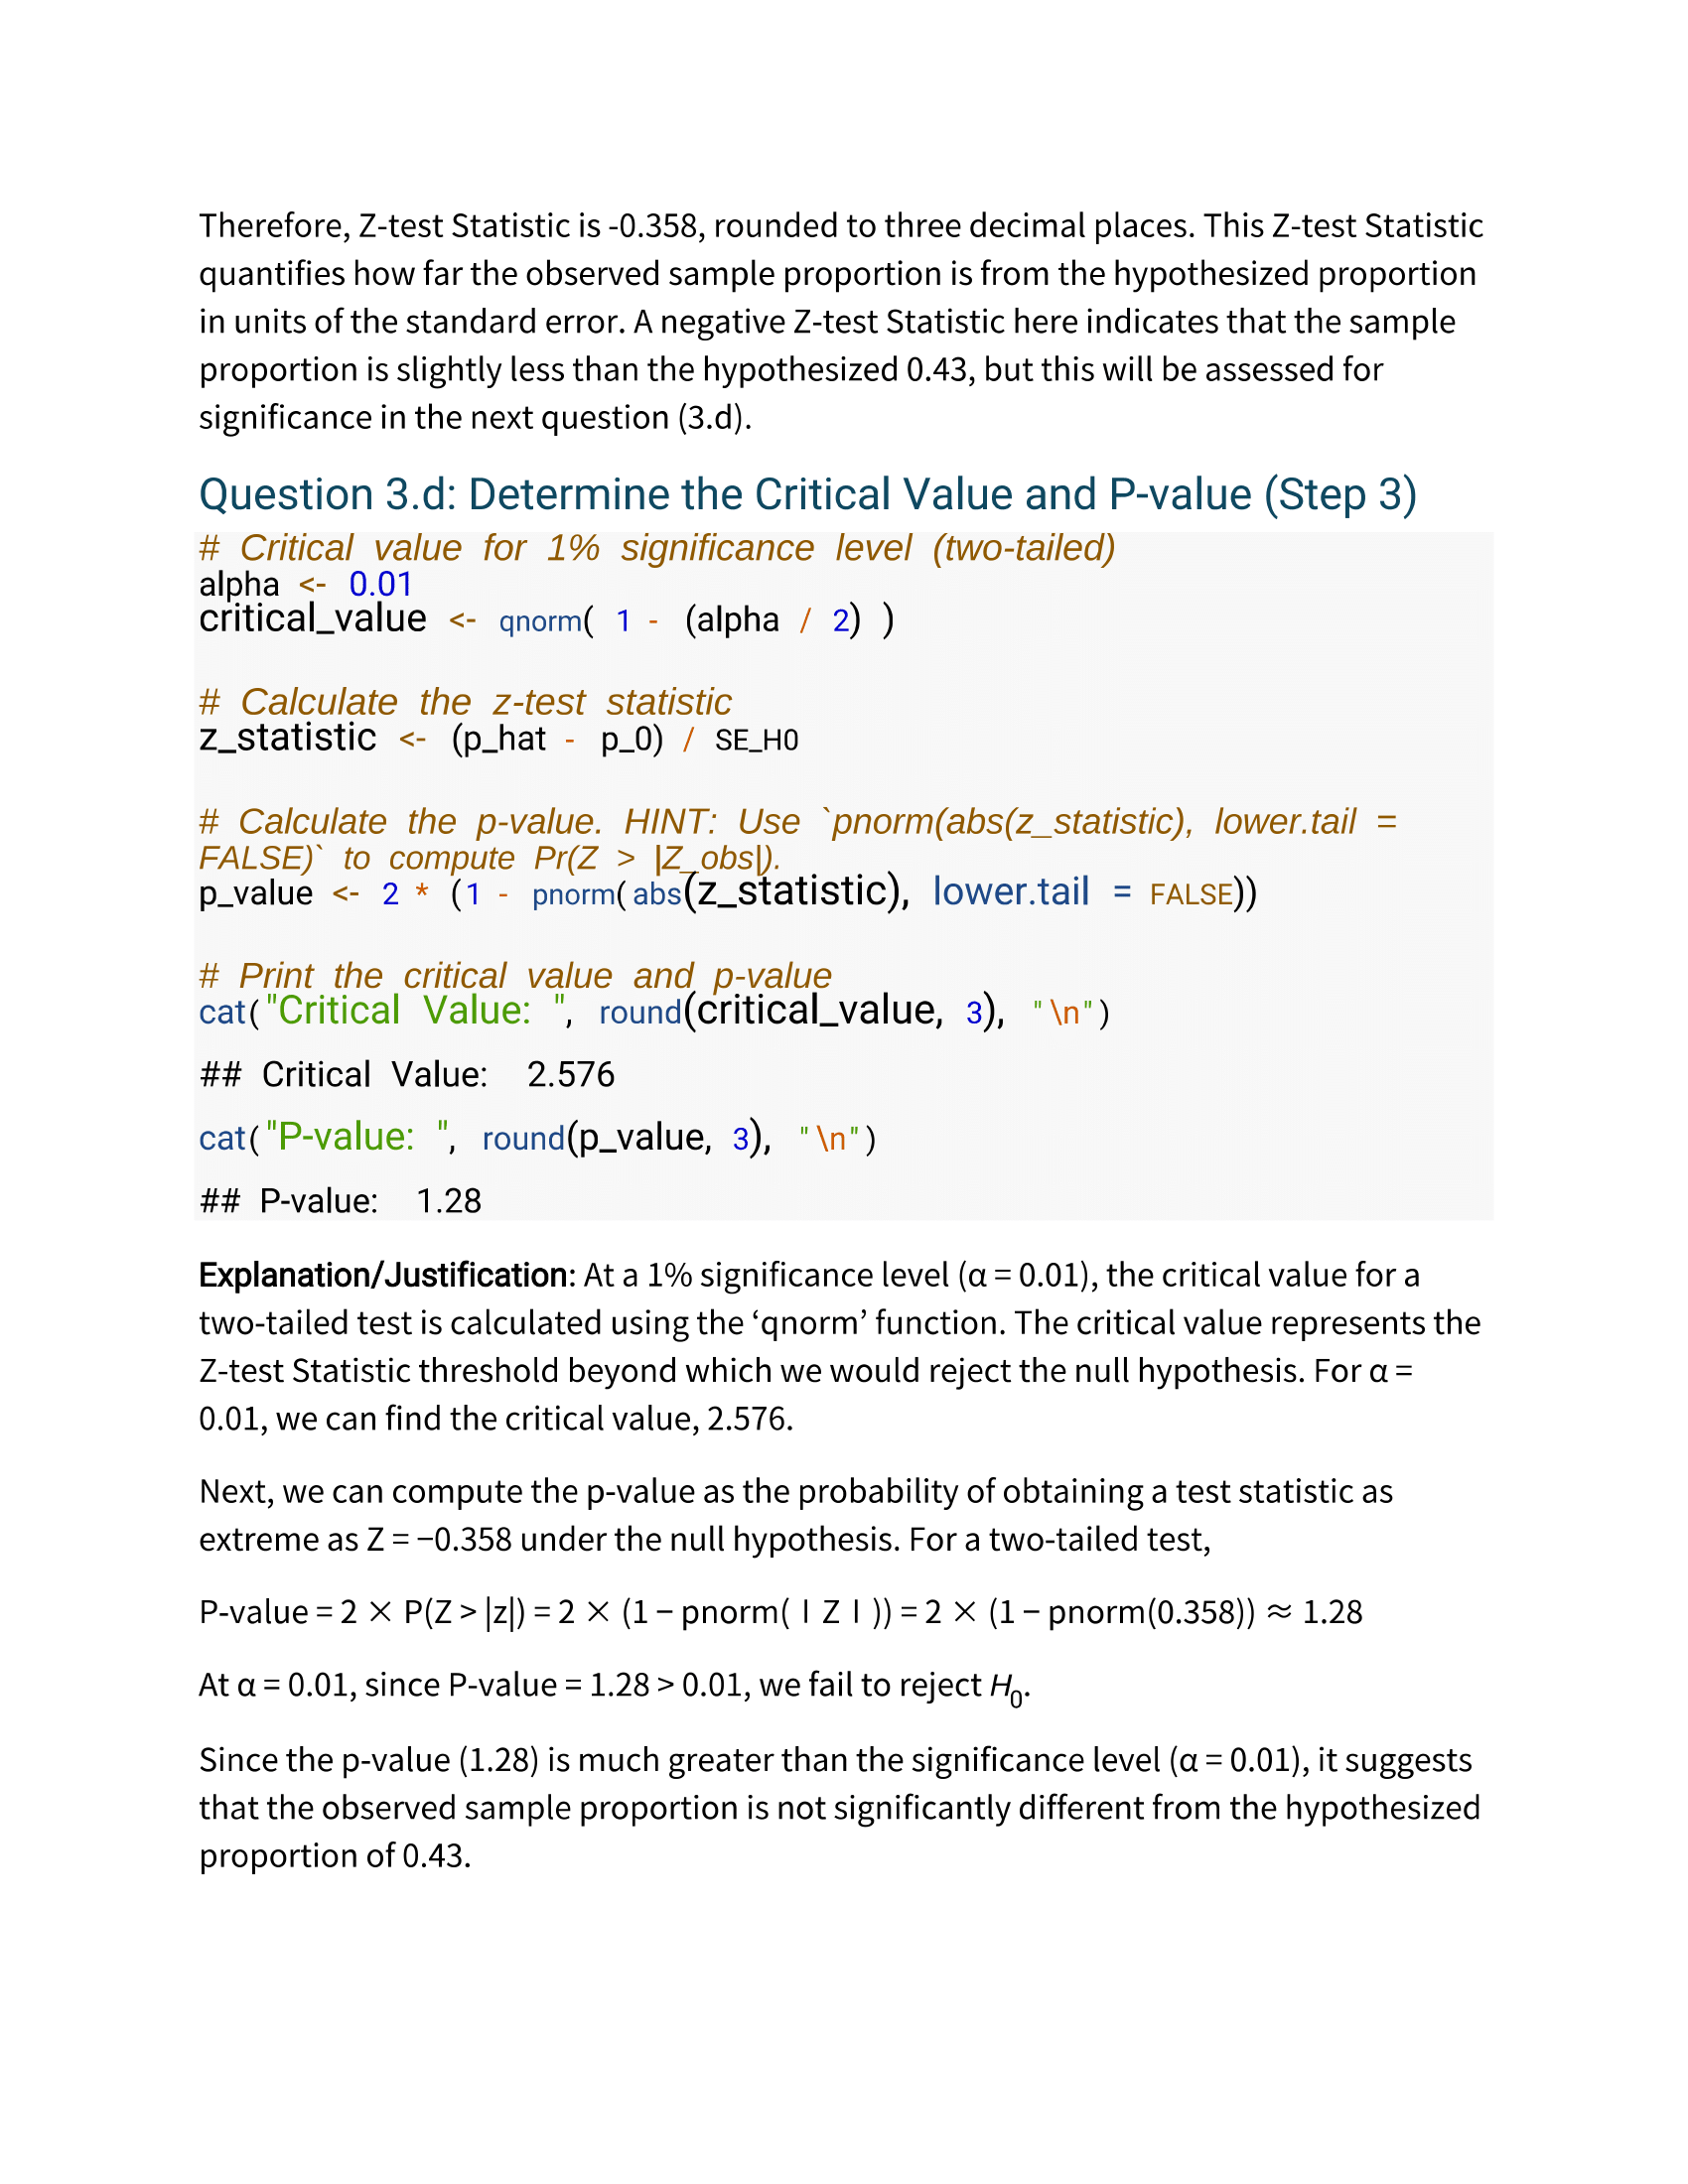 Therefore, Z-test Statistic is -0.358, rounded to three decimal places. This Z-test Statistic
quantifies how far the observed sample proportion is from the hypothesized proportion
in units of the standard error. A negative Z-test Statistic here indicates that the sample
proportion is slightly less than the hypothesized 0.43, but this will be assessed for
significance in the next question (3.d).
Question 3.d: Determine the Critical Value and P-value (Step 3)
# Critical value for 1% significance level (two-tailed)
alpha <- 0.01
critical_value <- qnorm( 1 - (alpha / 2) )
# Calculate the z-test statistic
z_statistic <- (p_hat - p_0) / SE_H0
# Calculate the p-value. HINT: Use `pnorm(abs(z_statistic), lower.tail =
FALSE)` to compute Pr(Z > |Z_obs|).
p_value <- 2 * (1 - pnorm(abs(z_statistic), lower.tail = FALSE))
# Print the critical value and p-value
cat("Critical Value: ", round(critical_value, 3), "\n")
## Critical Value:  2.576
cat("P-value: ", round(p_value, 3), "\n")
## P-value:  1.28
Explanation/Justification: At a 1% significance level (α = 0.01), the critical value for a
two-tailed test is calculated using the ‘qnorm’ function. The critical value represents the
Z-test Statistic threshold beyond which we would reject the null hypothesis. For α =
0.01, we can find the critical value, 2.576.
Next, we can compute the p-value as the probability of obtaining a test statistic as
extreme as Z = −0.358 under the null hypothesis. For a two-tailed test,
P-value = 2 × P(Z > |z|) = 2 × (1 − pnorm(∣Z∣)) = 2 × (1 − pnorm(0.358)) ≈ 1.28
At α = 0.01, since P-value = 1.28 > 0.01, we fail to reject H0.
Since the p-value (1.28) is much greater than the significance level (α = 0.01), it suggests
that the observed sample proportion is not significantly different from the hypothesized
proportion of 0.43.